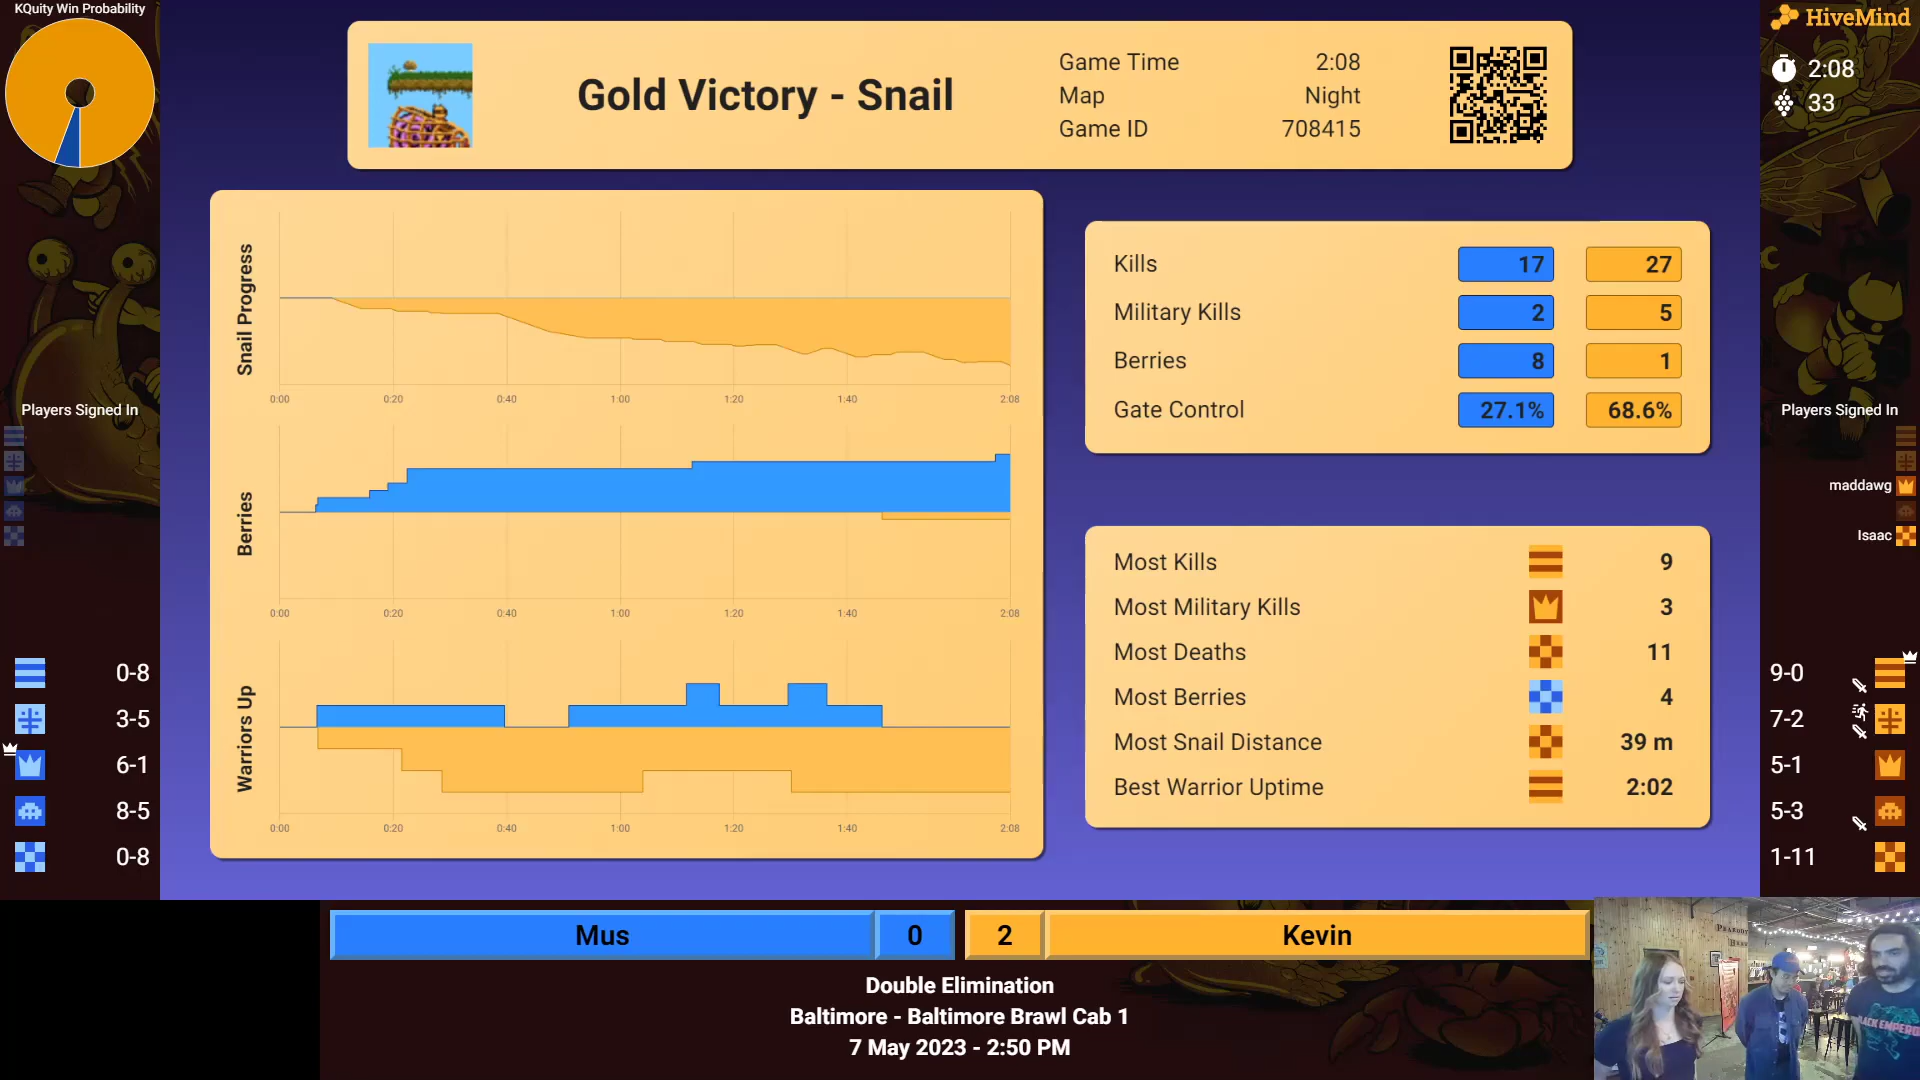 KQuity Win Probability
Gold Victory - Snail
Game Time 2:08
Map Night
Game ID 708415
HiveMind
2:08
33
Snail Progress
0:00 0:20 0:40 1:00 1:20 1:40 2:08
Berries
0:00 0:20 0:40 1:00 1:20 1:40 2:08
Warriors Up
0:00 0:20 0:40 1:00 1:20 1:40 2:08
Kills 17 27
Military Kills 2 5
Berries 8 1
Gate Control 27.1% 68.6%
Most Kills 9
Most Military Kills 3
Most Deaths 11
Most Berries 4
Most Snail Distance 39 m
Best Warrior Uptime 2:02
Players Signed In
0-8
3-5
6-1
8-5
0-8
Players Signed In
maddawg
Isaac
9-0
7-2
5-1
5-3
1-11
Mus 0 2 Kevin
Double Elimination
Baltimore - Baltimore Brawl Cab 1
7 May 2023 - 2:50 PM